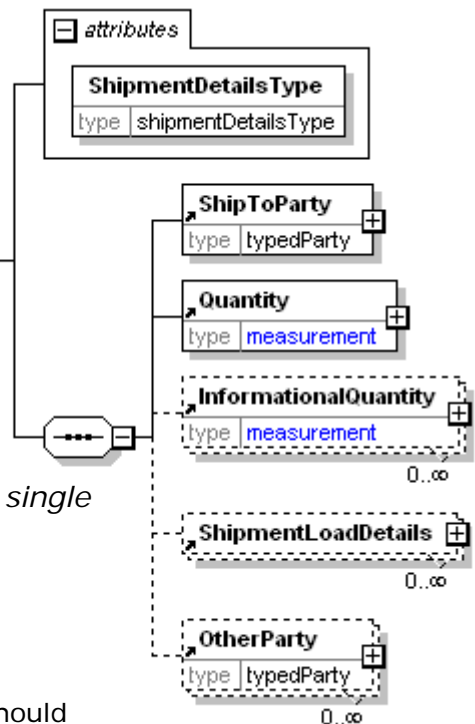 attributes
ShipmentDetailsType
type shipmentDetailsType
ShipToParty
type typedParty
Quantity
type measurement
InformationalQuantity
type measurement
0..∞
single
ShipmentLoadDetails
0..∞
OtherParty
type typedParty
0..∞